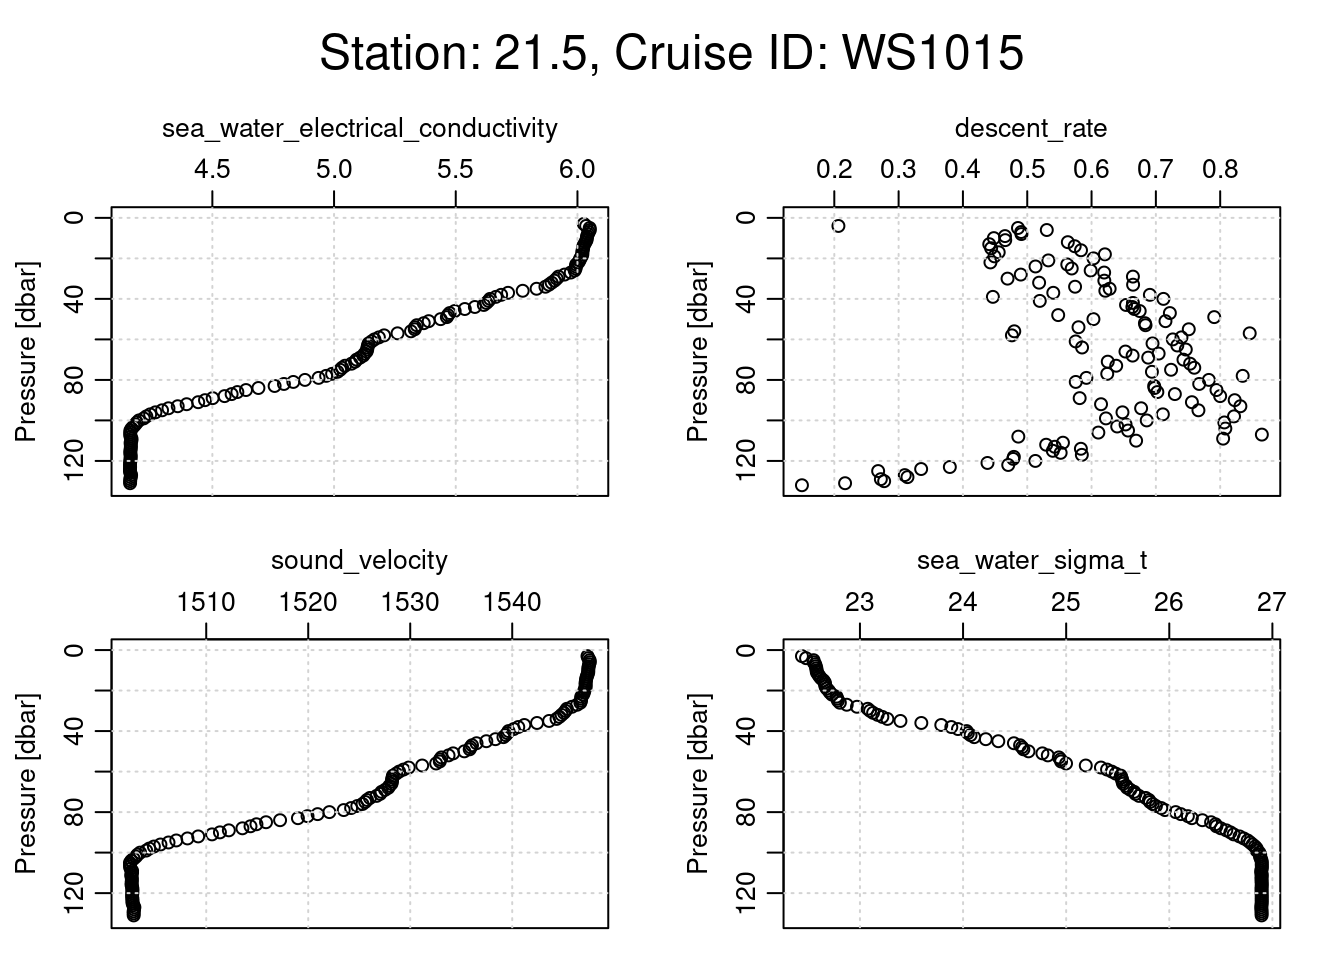 Station: 21.5, Cruise ID: WS1015
sea_water_electrical_conductivity
4.5 5.0 5.5 6.0
Pressure [dbar]
0
40
80
120
descent_rate
0.2 0.3 0.4 0.5 0.6 0.7 0.8
Pressure [dbar]
0
40
80
120
sound_velocity
1510 1520 1530 1540
Pressure [dbar]
0
40
80
120
sea_water_sigma_t
23 24 25 26 27
Pressure [dbar]
0
40
80
120